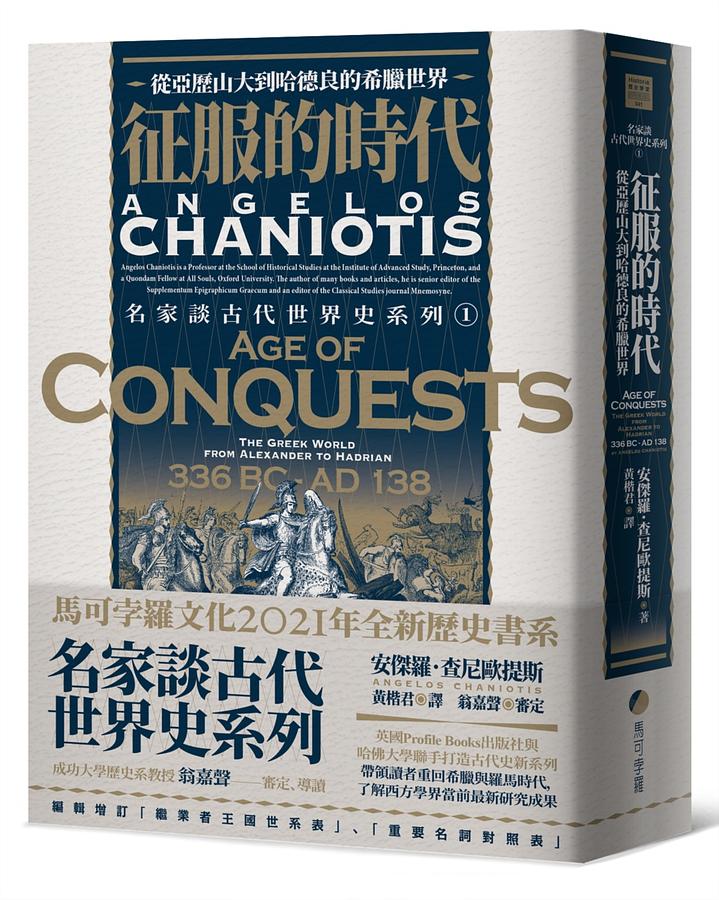 從亞歷山大到哈德良的希臘世界
征服的時代
ANGELOS
CHANIOTIS
Angelos Chaniotis is a Professor at the School of Historical Studies at the Institute of Advanced Study, Princeton, and
a Quondam Fellow at All Souls, Oxford University. The author of many books and articles, he is senior editor of the
Supplementum Epigraphicum Graecum and an editor of the Classical Studies journal Mnemosyne.
名家談古代世界史系列①
AGE OF
CONQUESTS
THE GREEK WORLD
FROM ALEXANDER TO HADRIAN
336 BC - AD 138
馬可孛羅文化2021年全新歷史書系
名家談古代
世界史系列
成功大學歷史系教授 翁嘉聲——審定、導讀
安傑羅·查尼歐提斯
ANGELOS CHANIOTIS
黃楷君◎譯 翁嘉聲◎審定
英國Profile Books出版社與
哈佛大學聯手打造古代史新系列
帶領讀者重回希臘與羅馬時代,
了解西方學界當前最新研究成果
編輯增訂「繼業者王國世系表」、「重要名詞對照表」
Historia
歷史學堂
名家談
古代世界史系列
①
征服的時代
從亞歷山大到哈德良的希臘世界
AGE OF
CONQUESTS
THE GREEK WORLD
FROM
ALEXANDER TO
HADRIAN
336 BC - AD 138
BY ANGELOS CHANIOTIS
安傑羅·查尼歐提斯◎著
黃楷君◎譯
馬可孛羅